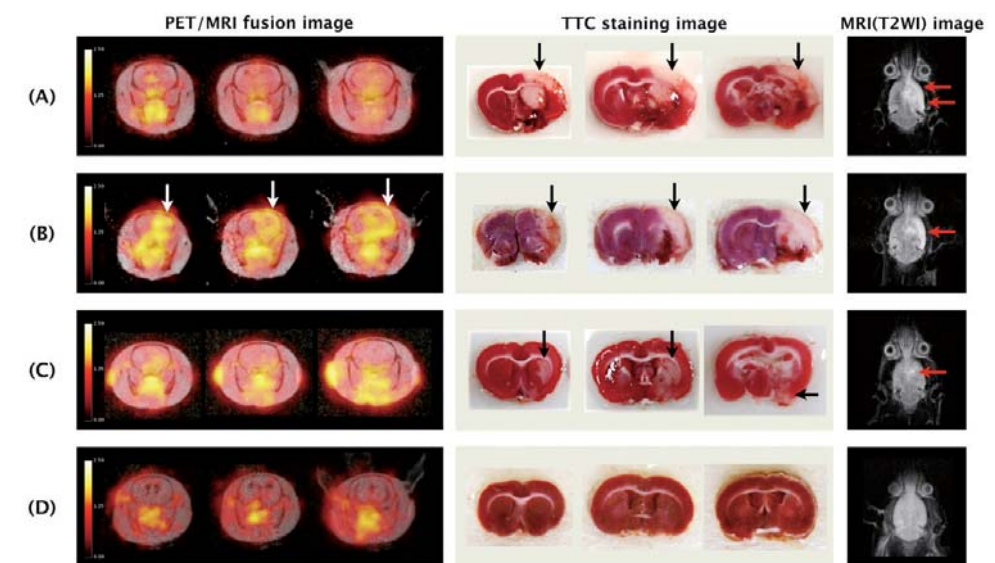 PET/MRI fusion image
TTC staining image
MRI(T2WI) image
(A)
(B)
(C)
(D)